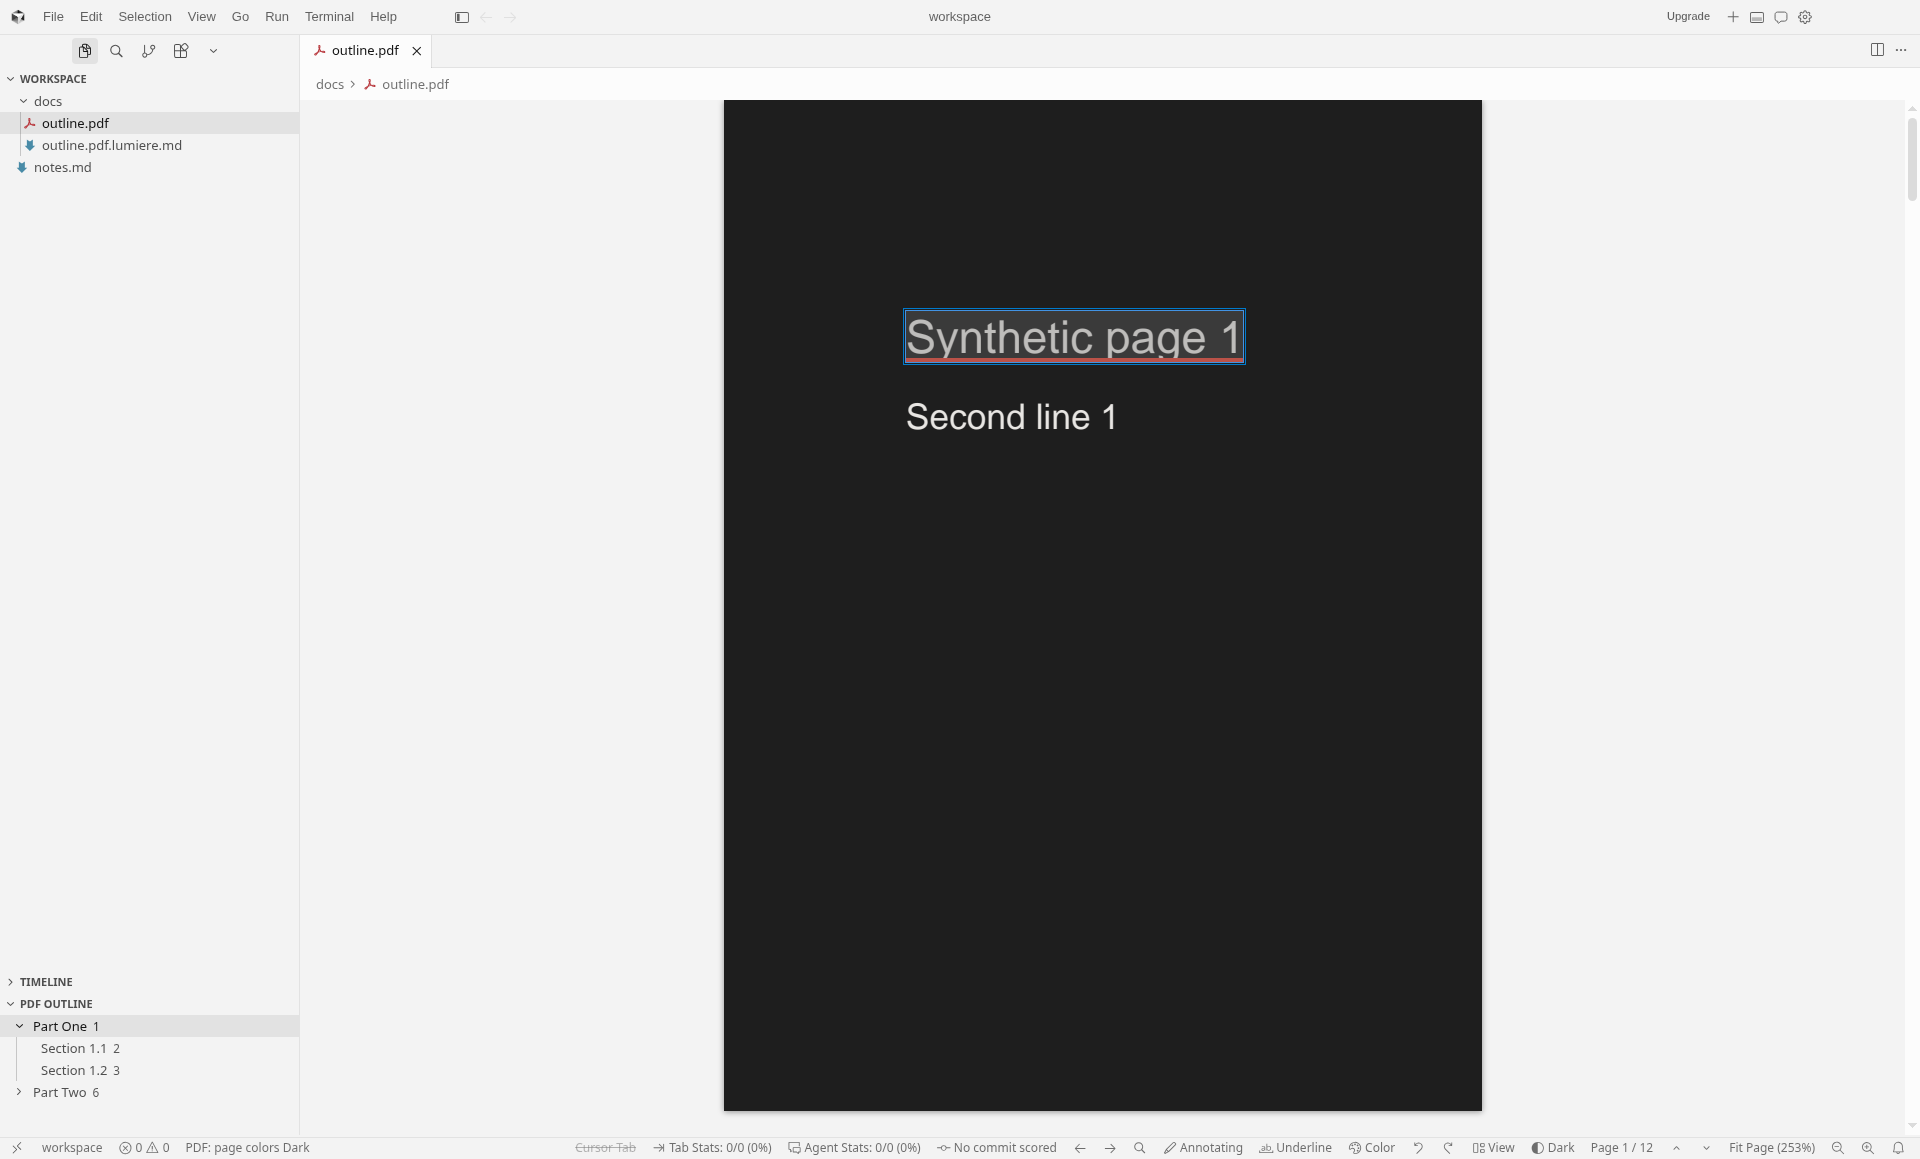 File Edit Selection View Go Run Terminal Help
workspace
Upgrade
outline.pdf
docs
outline.pdf
WORKSPACE
docs
outline.pdf
outline.pdf.lumiere.md
notes.md
Synthetic page 1
Second line 1
TIMELINE
PDF OUTLINE
Part One 1
Section 1.1 2
Section 1.2 3
Part Two 6
workspace 0 0 PDF: page colors Dark Cursor Tab Tab Stats: 0/0 (0%) Agent Stats: 0/0 (0%) No commit scored Annotating ab Underline Color View Dark Page 1 / 12 Fit Page (253%)